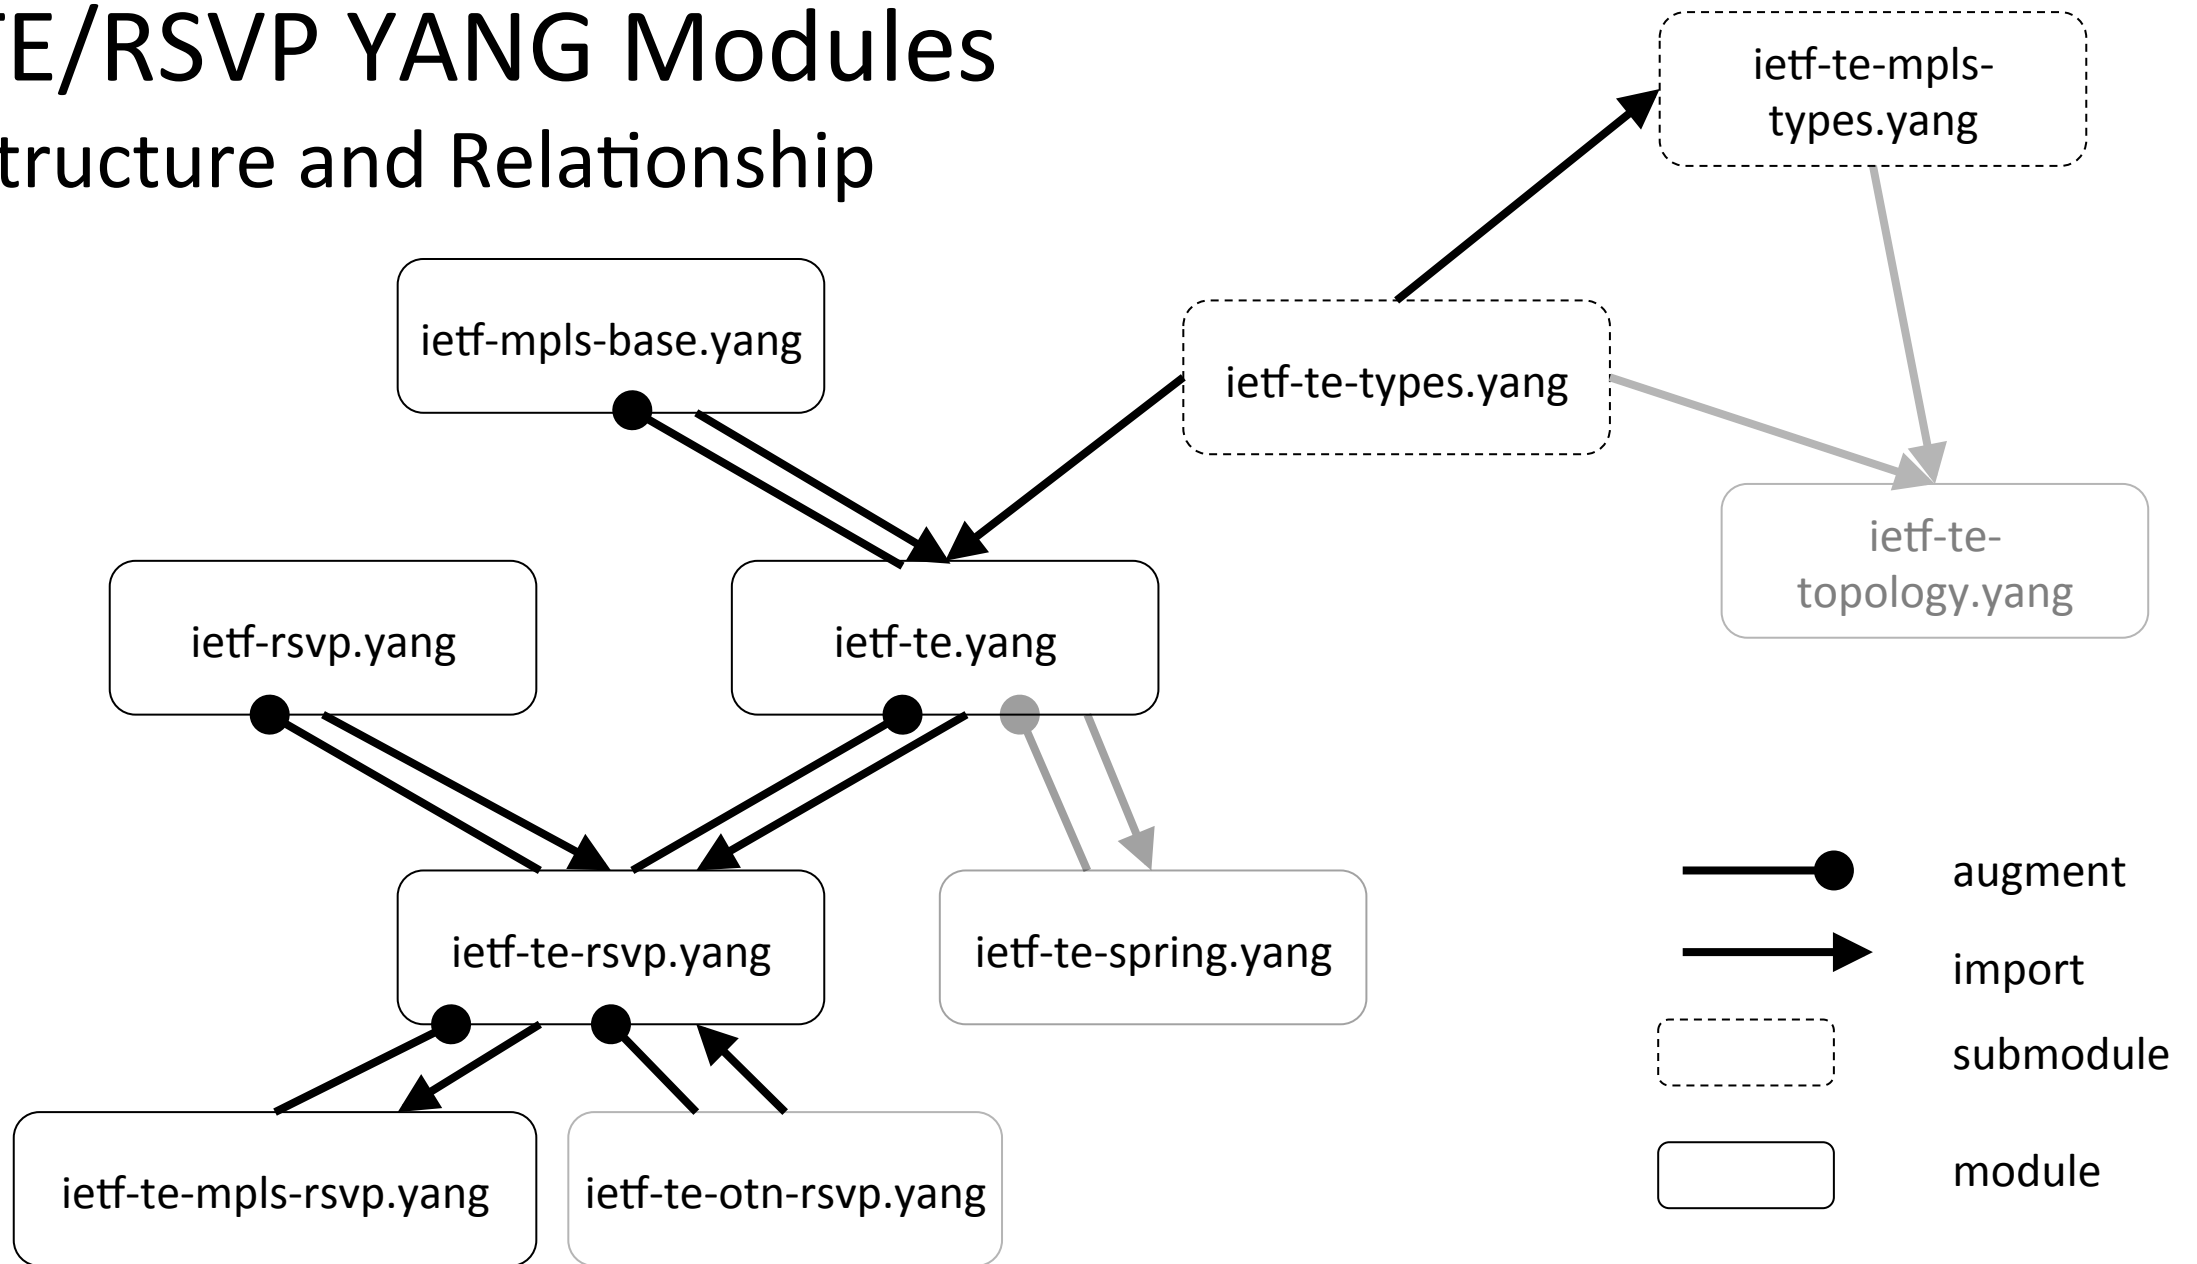 TE/RSVP YANG Modules
tructure and Relationship
ietf-te-mpls-
types.yang
ietf-mpls-base.yang
ietf-te-types.yang
ietf-te-
topology.yang
ietf-rsvp.yang
ietf-te.yang
ietf-te-rsvp.yang
ietf-te-spring.yang
ietf-te-mpls-rsvp.yang
ietf-te-otn-rsvp.yang
augment
import
submodule
module